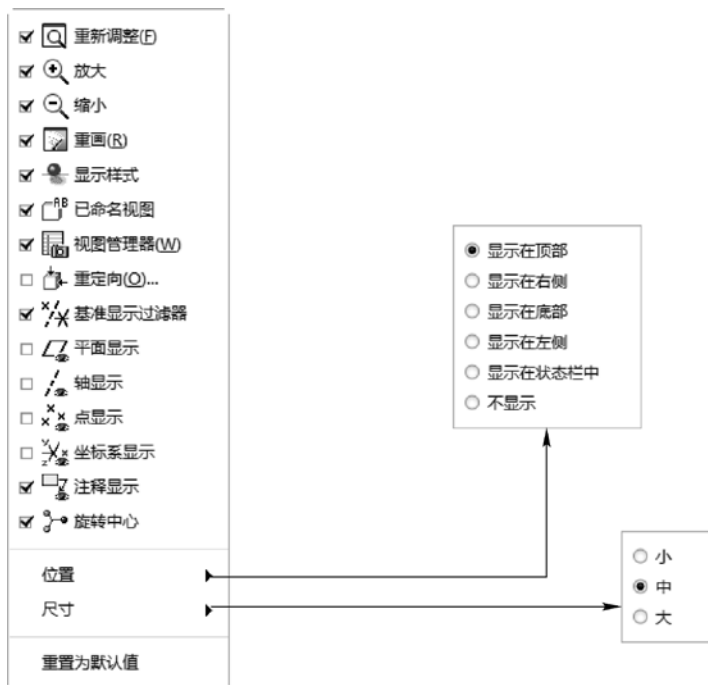 重新调整(F)
放大
缩小
重画(R)
显示样式
已命名视图
视图管理器(W)
重定向(O)...
基准显示过滤器
平面显示
轴显示
点显示
坐标系显示
注释显示
旋转中心
位置
尺寸
重置为默认值
显示在顶部
显示在右侧
显示在底部
显示在左侧
显示在状态栏中
不显示
小
中
大